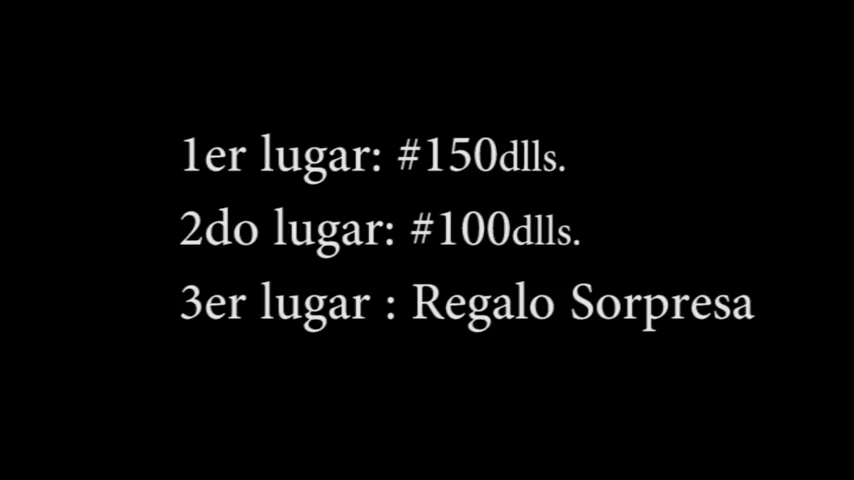 1er lugar: #150dlls.
2do lugar: #100dlls.
3er lugar : Regalo Sorpresa